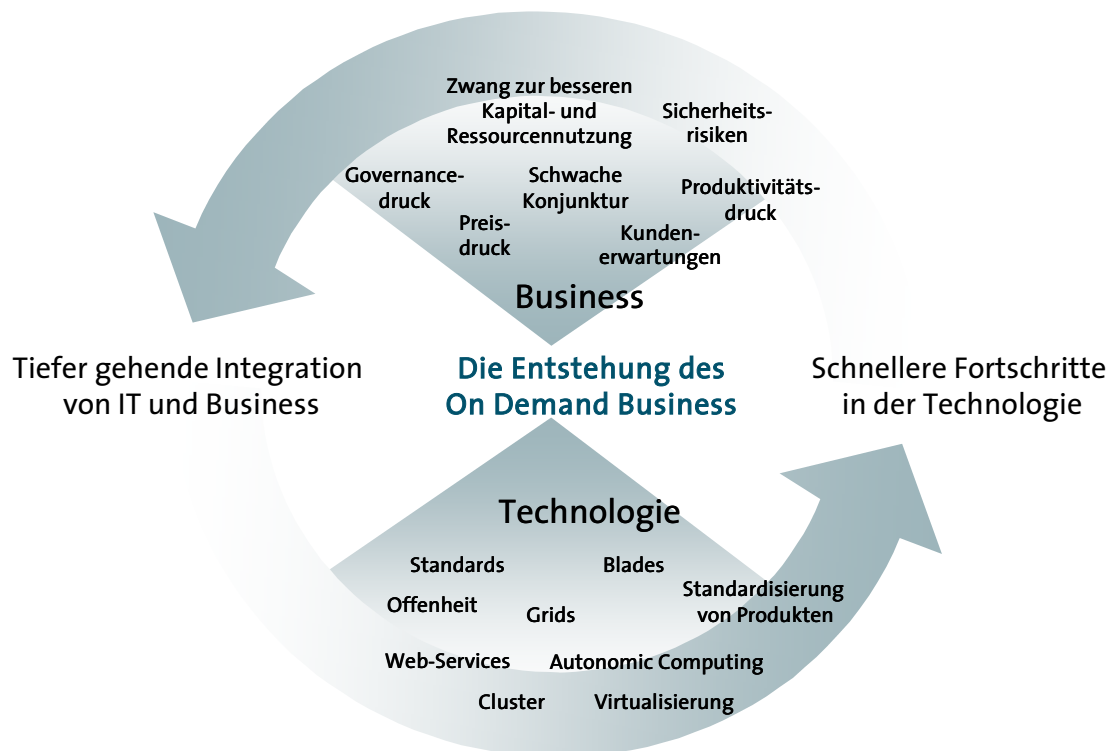 Zwang zur besseren
Kapital- und
Ressourcennutzung
Sicherheits-
risiken
Governance-
druck
Schwache
Konjunktur
Produktivitäts-
druck
Preis-
druck
Kunden-
erwartungen
Business
Tiefer gehende Integration
von IT und Business
Die Entstehung des
On Demand Business
Schnellere Fortschritte
in der Technologie
Technologie
Standards
Blades
Standardisierung
von Produkten
Offenheit
Grids
Web-Services
Autonomic Computing
Cluster
Virtualisierung